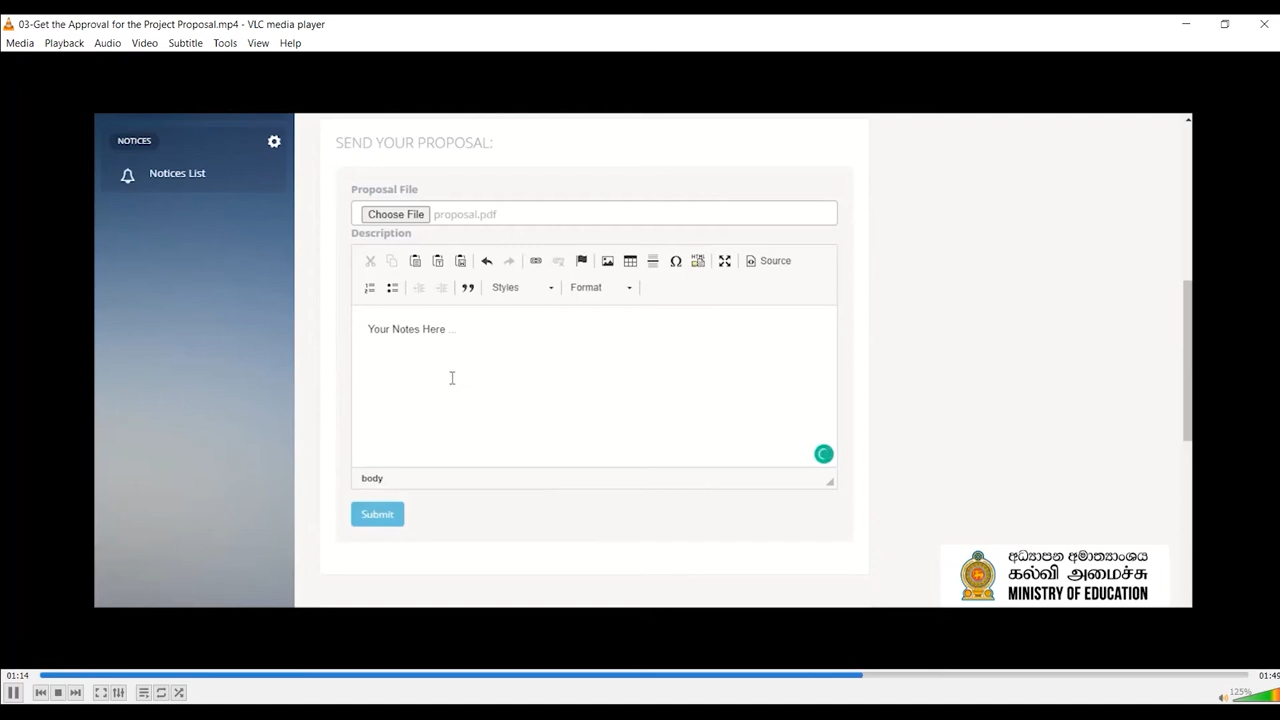 03-Get the Approval for the Project Proposal.mp4 - VLC media player
Media Playback Audio Video Subtitle Tools View Help
NOTICES
Notices List
SEND YOUR PROPOSAL:
Proposal File
Choose File proposal.pdf
Description
Source
Styles Format
Your Notes Here ...
body
Submit
අධ්‍යාපන අමාත්‍යාංශය
கல்வி அமைச்சு
MINISTRY OF EDUCATION
01:14 01:49
125%